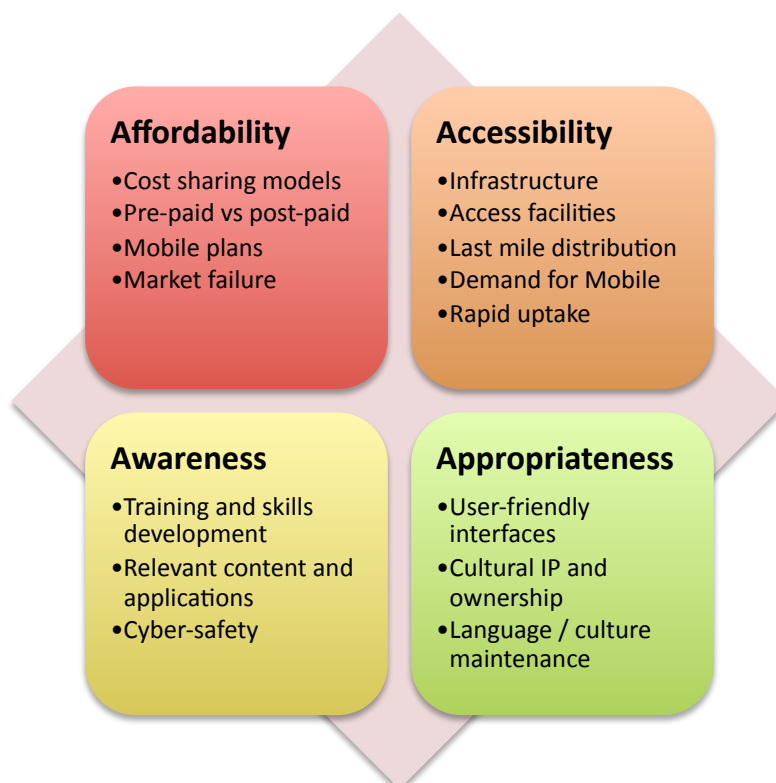 Affordability
•Cost sharing models
•Pre-paid vs post-paid
•Mobile plans
•Market failure
Accessibility
•Infrastructure
•Access facilities
•Last mile distribution
•Demand for Mobile
•Rapid uptake
Awareness
•Training and skills
development
•Relevant content and
applications
•Cyber-safety
Appropriateness
•User-friendly
interfaces
•Cultural IP and
ownership
•Language / culture
maintenance